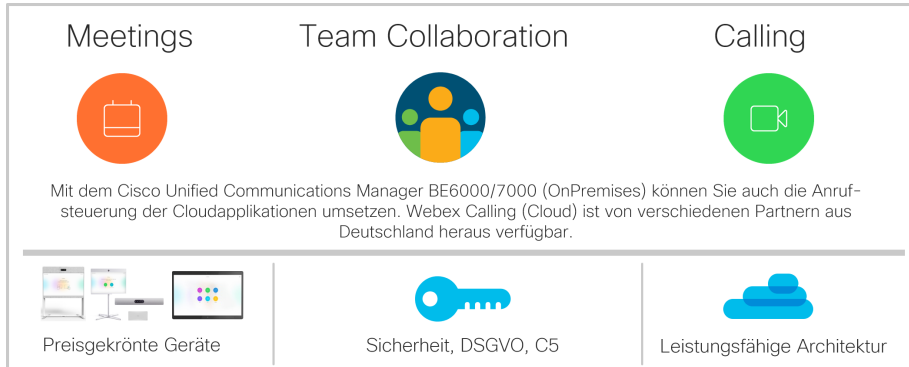 Meetings
Team Collaboration
Calling
Mit dem Cisco Unified Communications Manager BE6000/7000 (OnPremises) können Sie auch die Anruf-
steuerung der Cloudapplikationen umsetzen. Webex Calling (Cloud) ist von verschiedenen Partnern aus
Deutschland heraus verfügbar.
Preisgekrönte Geräte
Sicherheit, DSGVO, C5
Leistungsfähige Architektur